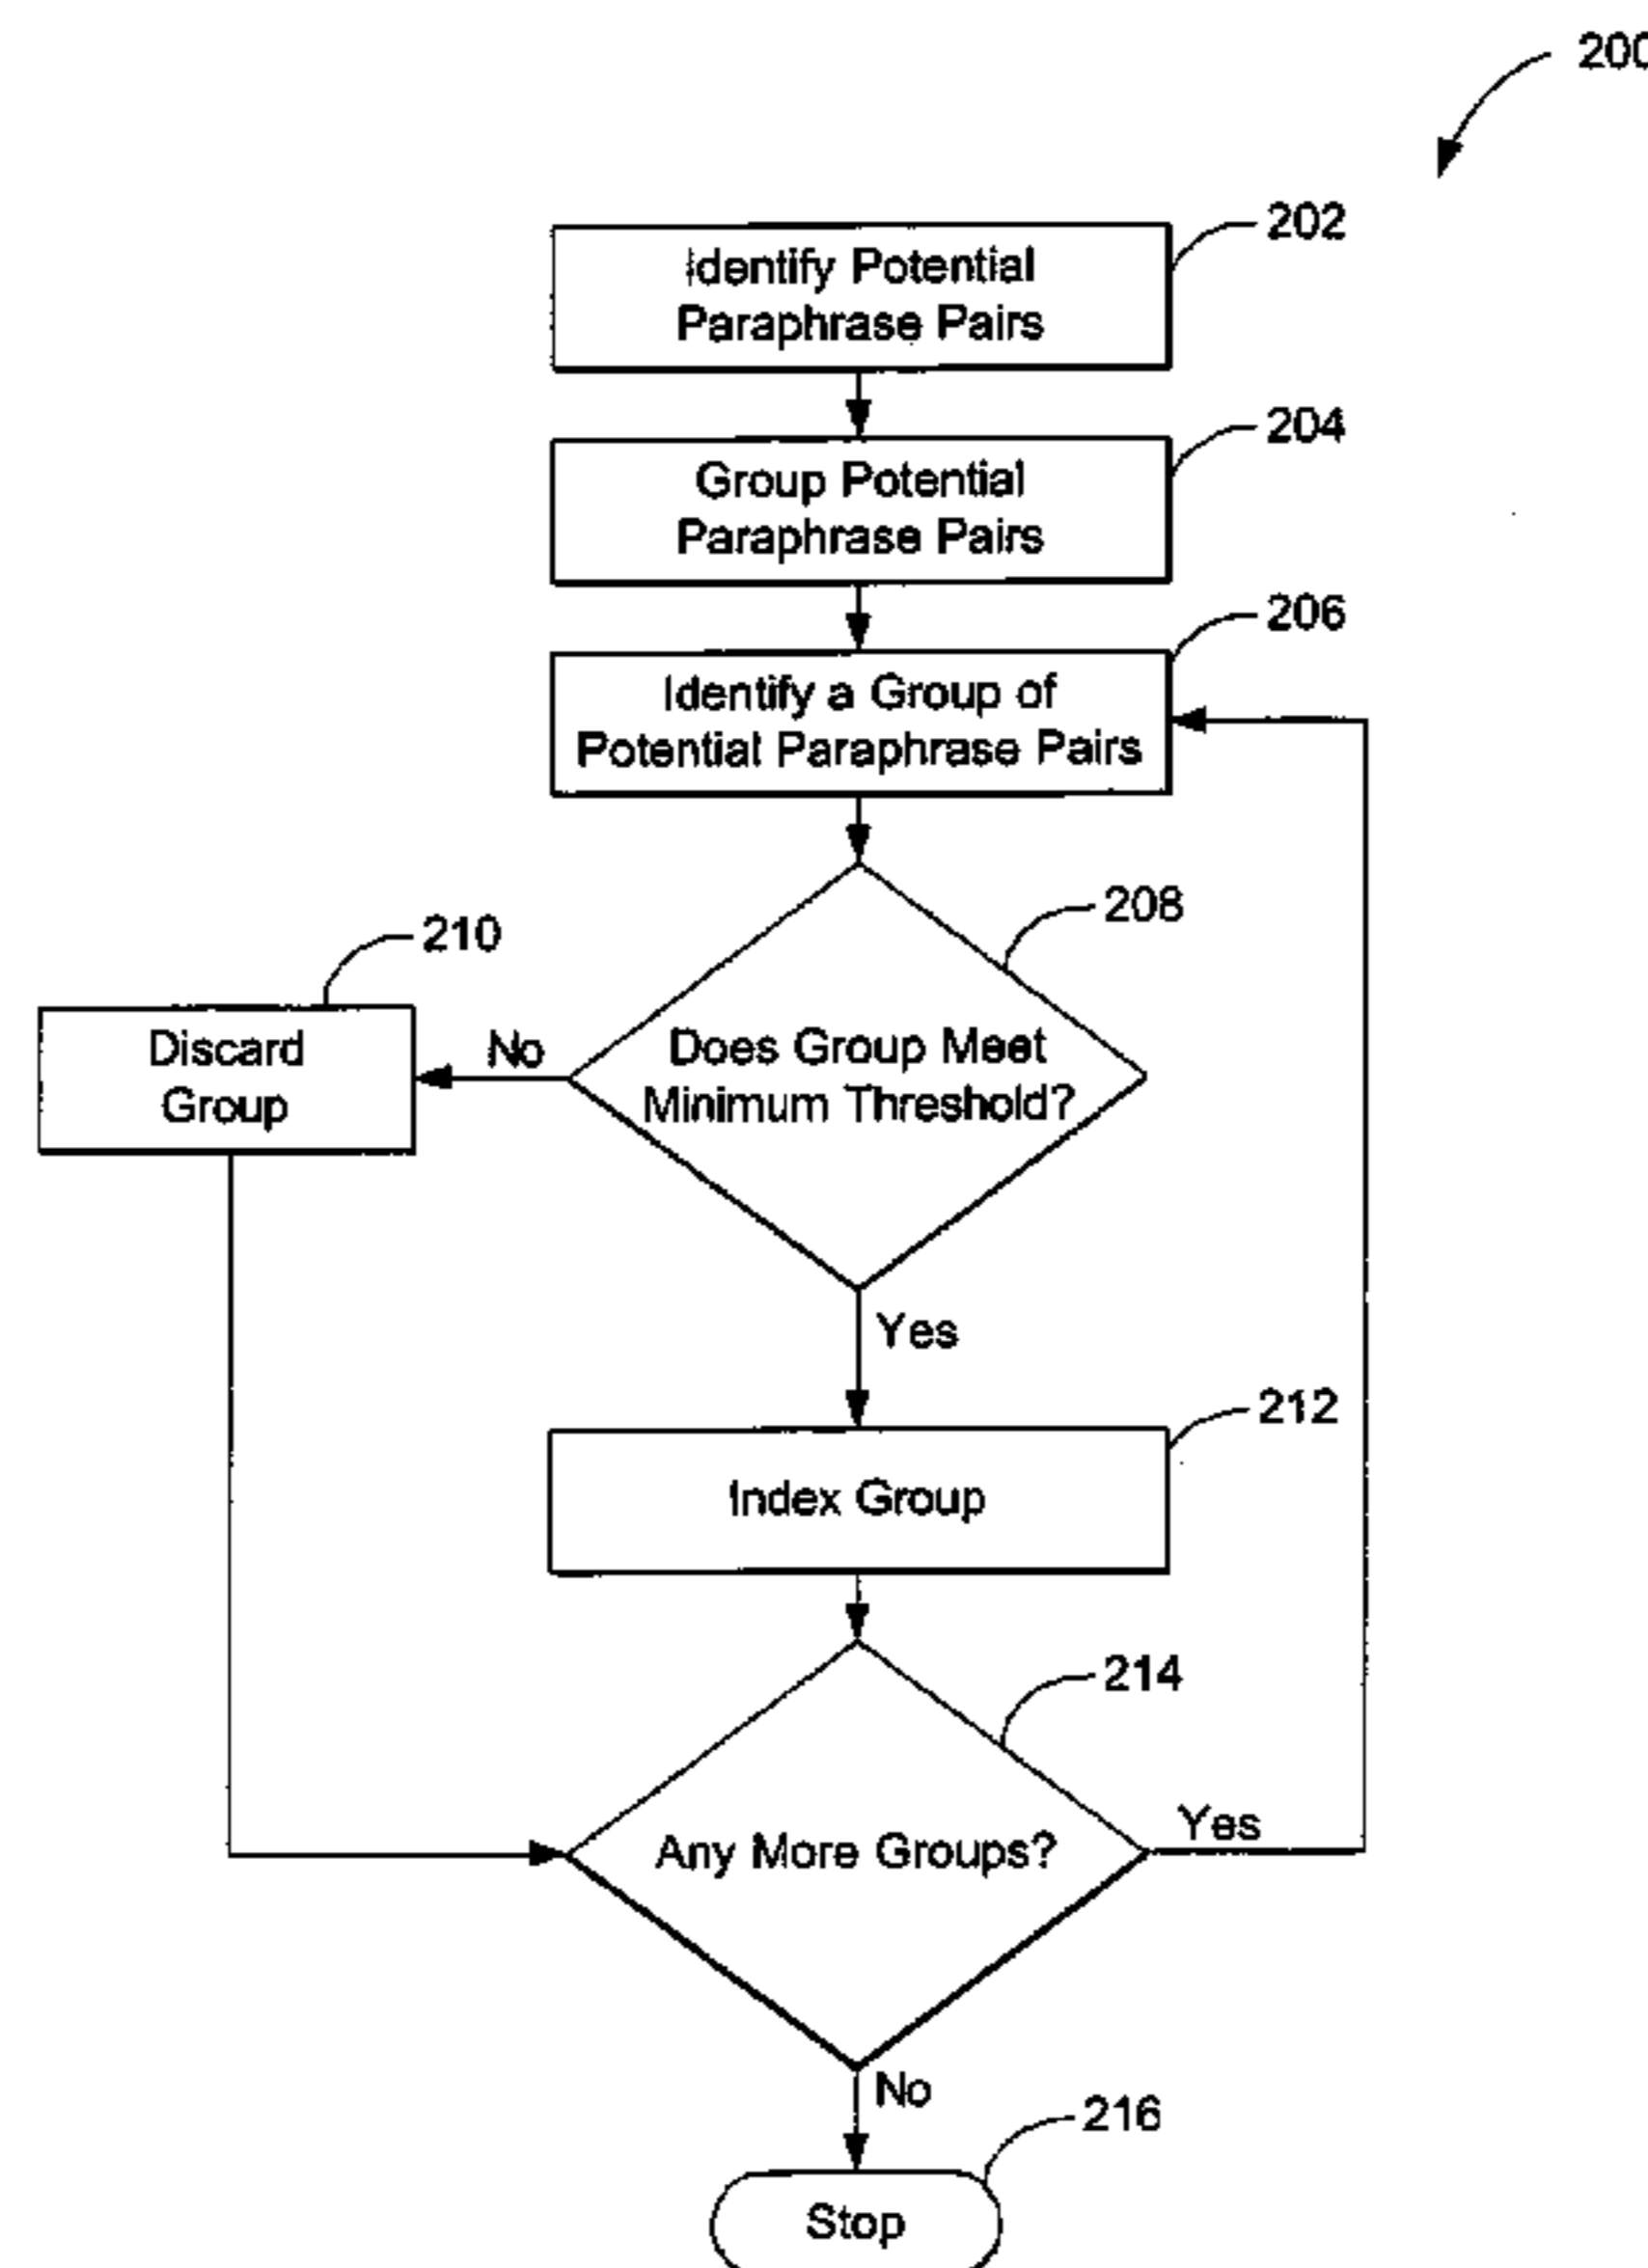 200
202
Identify Potential
Paraphrase Pairs
204
Group Potential
Paraphrase Pairs
206
Identify a Group of
Potential Paraphrase Pairs
208
210
Discard
Group
No
Does Group Meet
Minimum Threshold?
Yes
212
Index Group
214
Any More Groups?
Yes
No
216
Stop